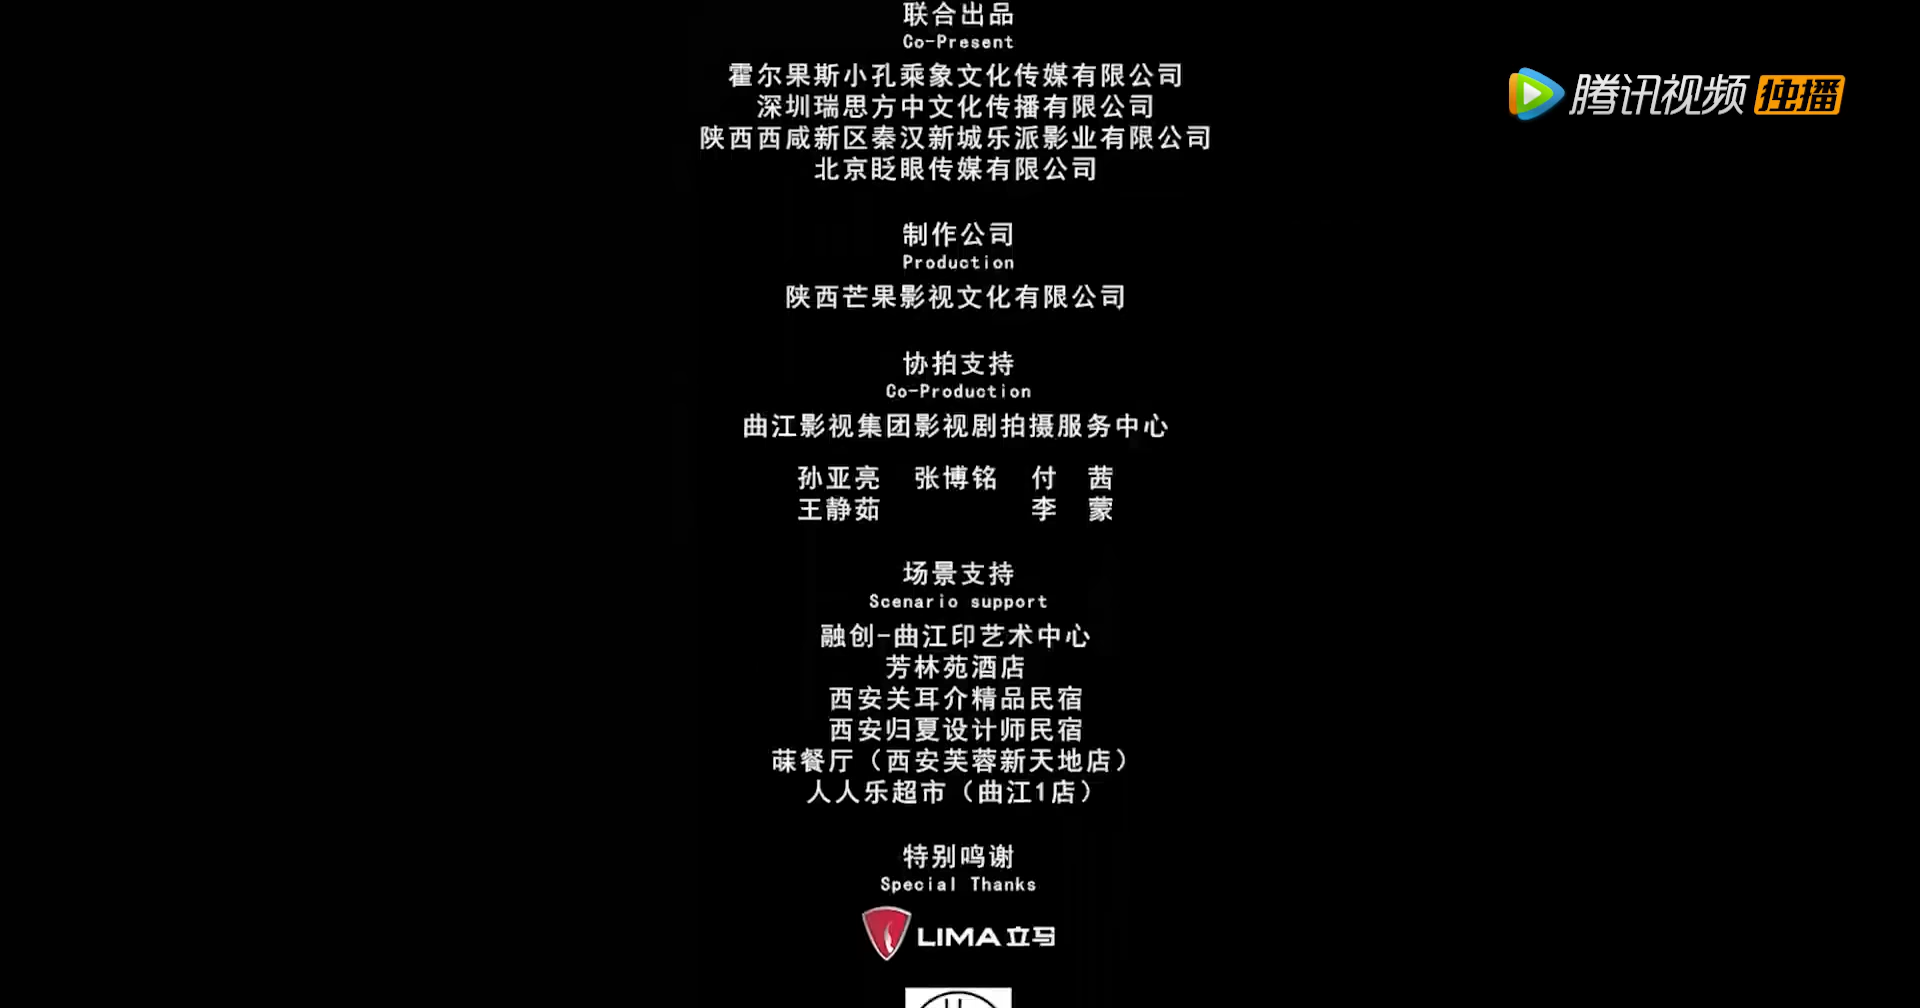 联合出品
Co-Present
霍尔果斯小孔乘象文化传媒有限公司
深圳瑞思方中文化传播有限公司
陕西西咸新区秦汉新城乐派影业有限公司
北京眨眼传媒有限公司
制作公司
Production
陕西芒果影视文化有限公司
协拍支持
Co-Production
曲江影视集团影视剧拍摄服务中心
孙亚亮 张博铭 付 茜
王静茹 李 蒙
场景支持
Scenario support
融创-曲江印艺术中心
芳林苑酒店
西安关耳介精品民宿
西安归夏设计师民宿
菋餐厅（西安芙蓉新天地店）
人人乐超市（曲江1店）
特别鸣谢
Special Thanks
LIMA立马
腾讯视频 独播